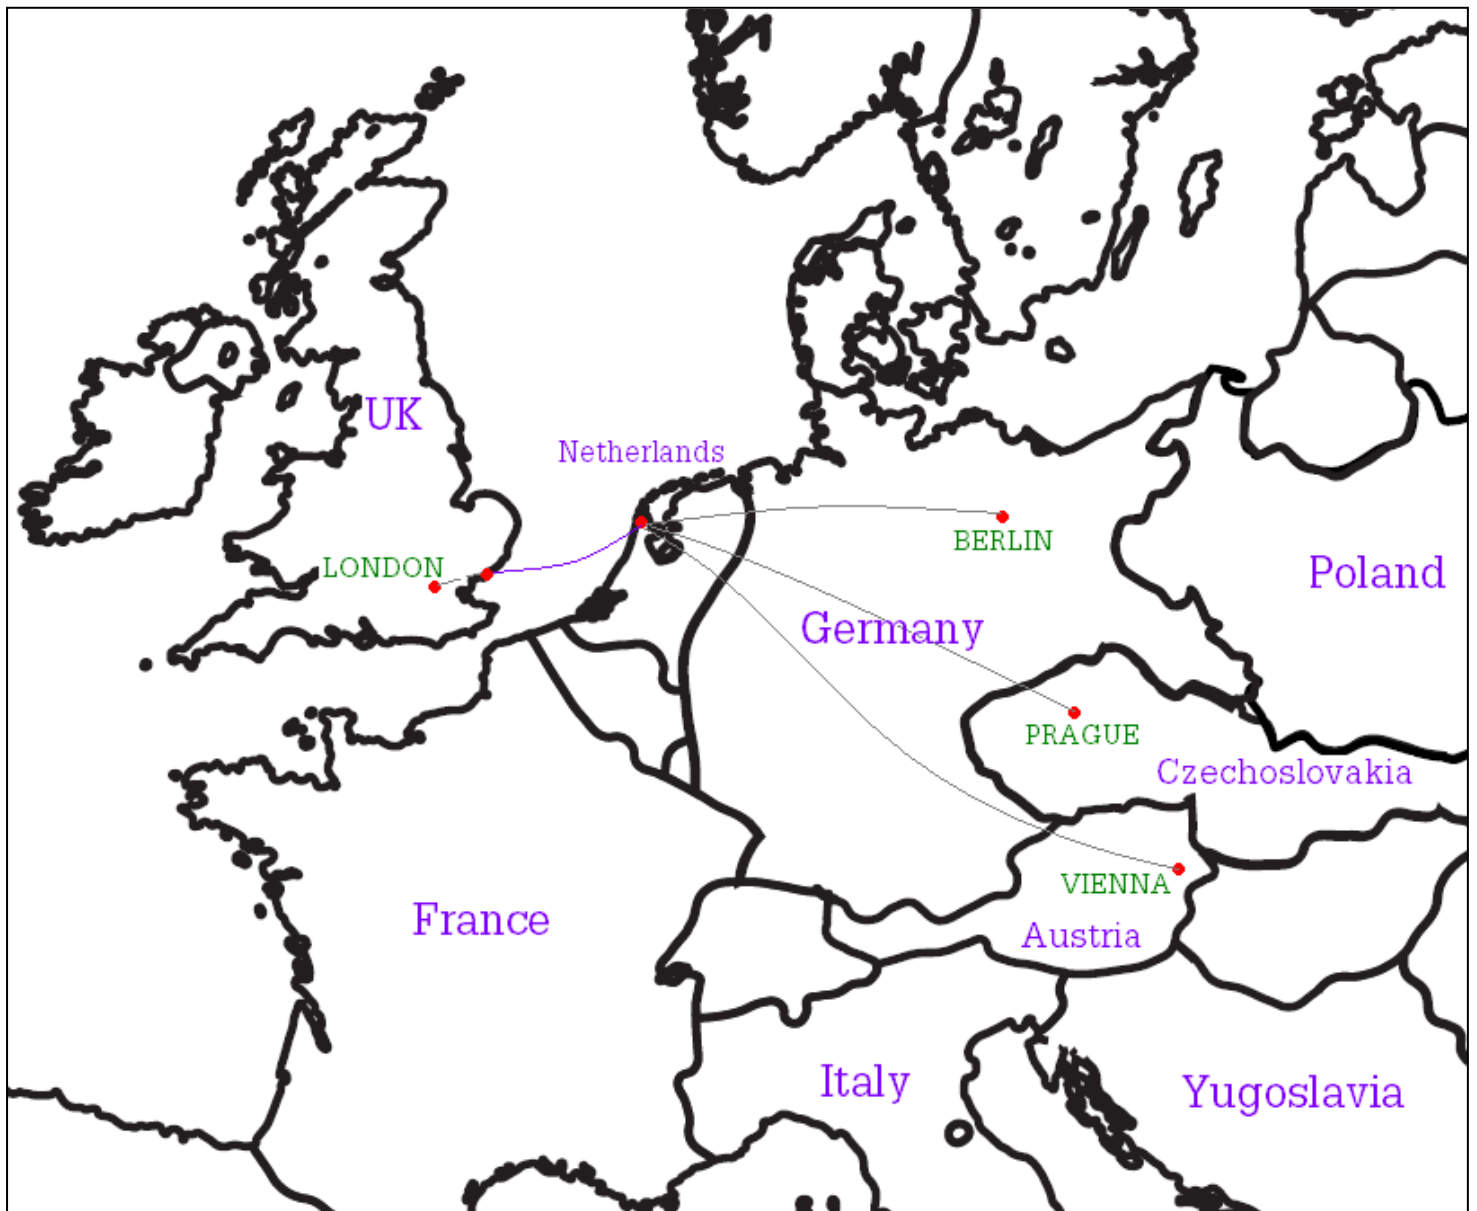 UK
Netherlands
BERLIN
LONDON
Poland
Germany
PRAGUE
Czechoslovakia
VIENNA
France
Austria
Italy
Yugoslavia